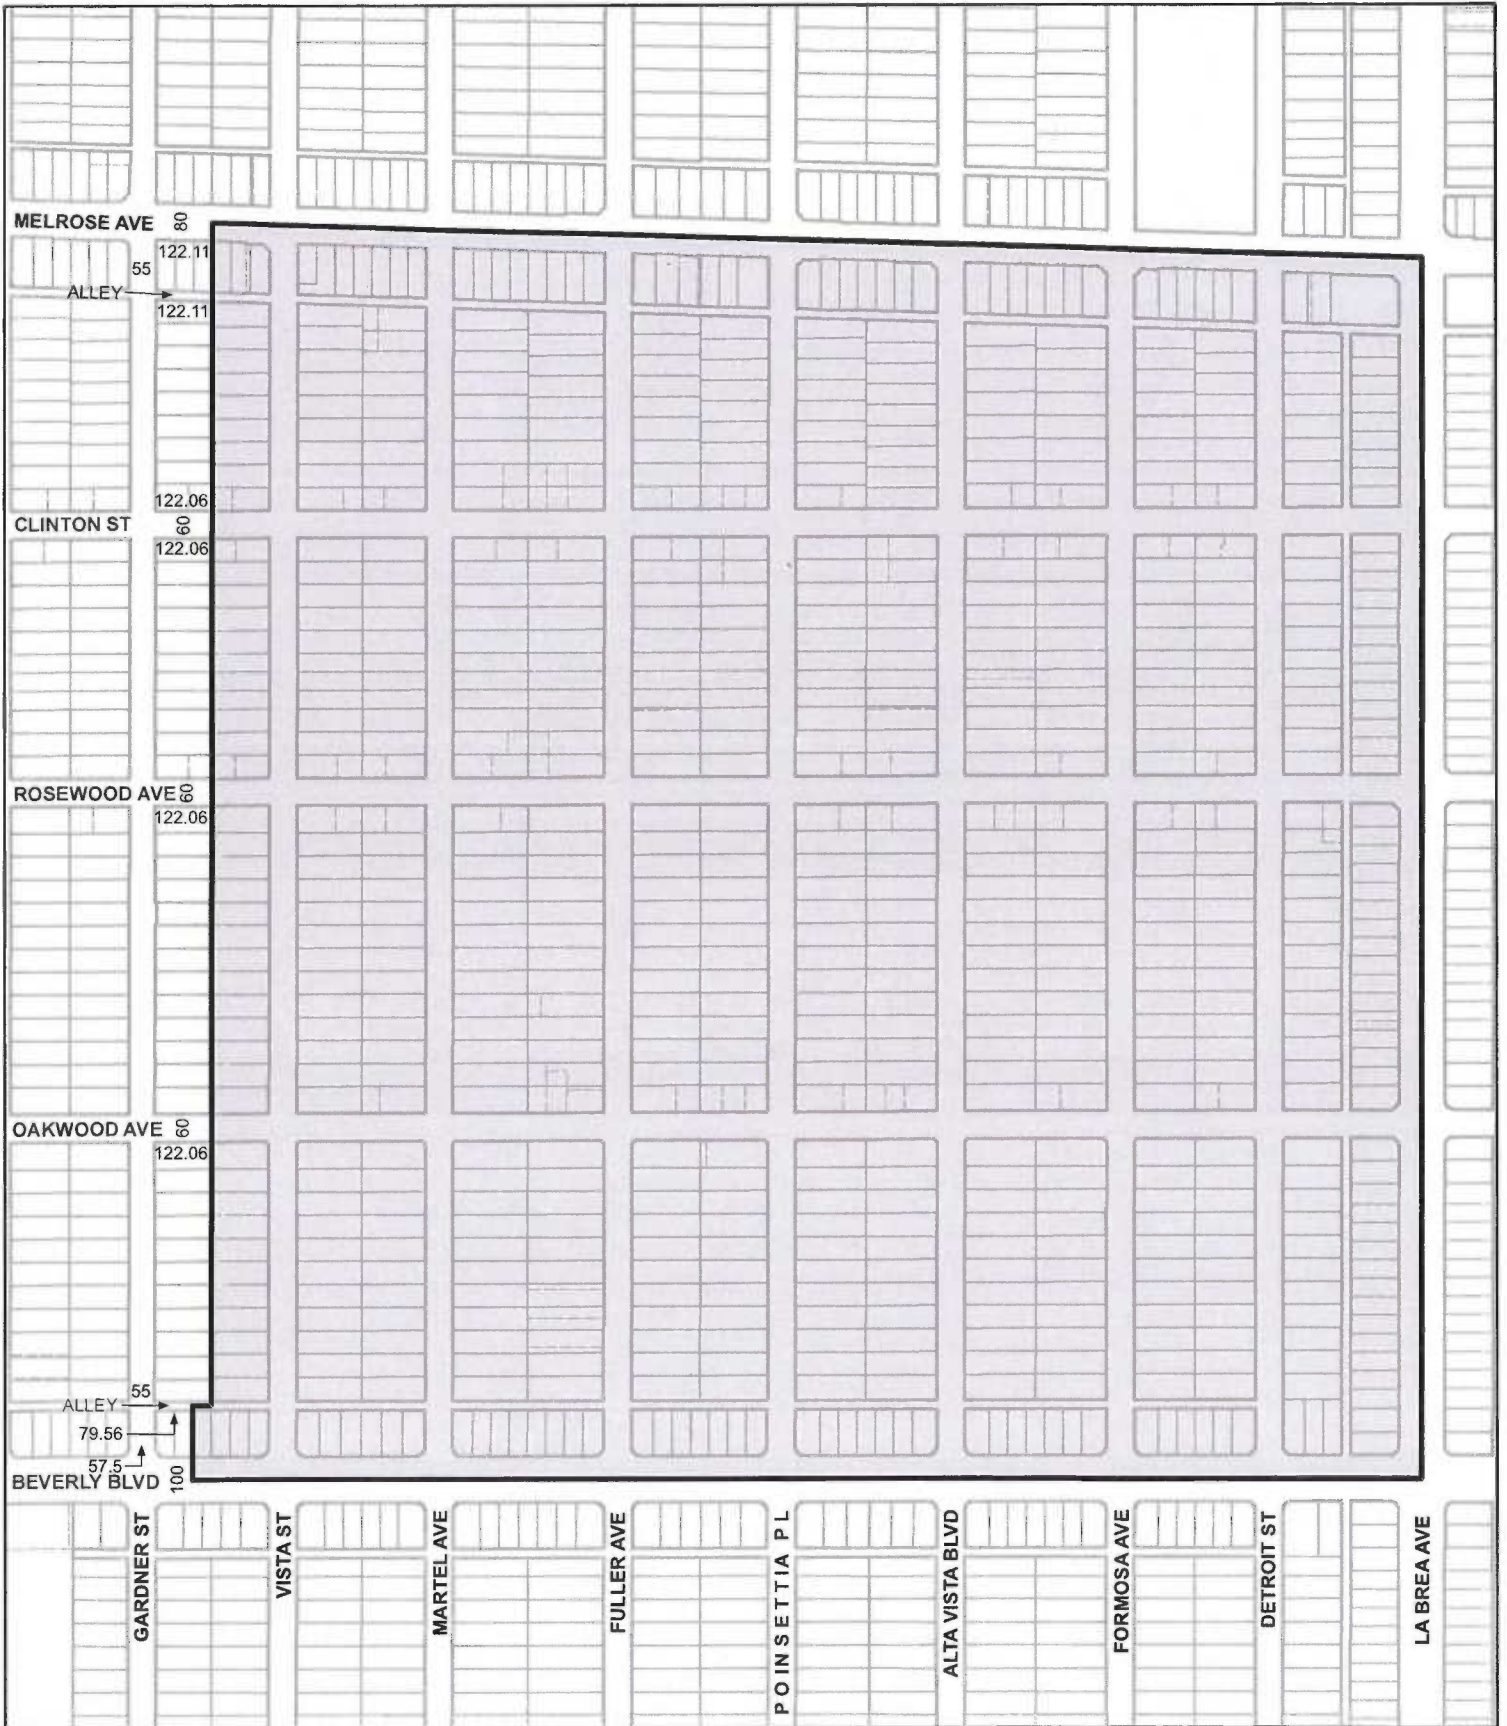 MELROSE AVE
80
122.11
55
ALLEY
122.11
122.06
CLINTON ST
60
122.06
ROSEWOOD AVE
60
122.06
OAKWOOD AVE
60
122.06
55
ALLEY
79.56
57.5
BEVERLY BLVD
100
GARDNER ST
VISTA ST
MARTEL AVE
FULLER AVE
POINSETTIA PL
ALTA VISTA BLVD
FORMOSA AVE
DETROIT ST
LA BREA AVE